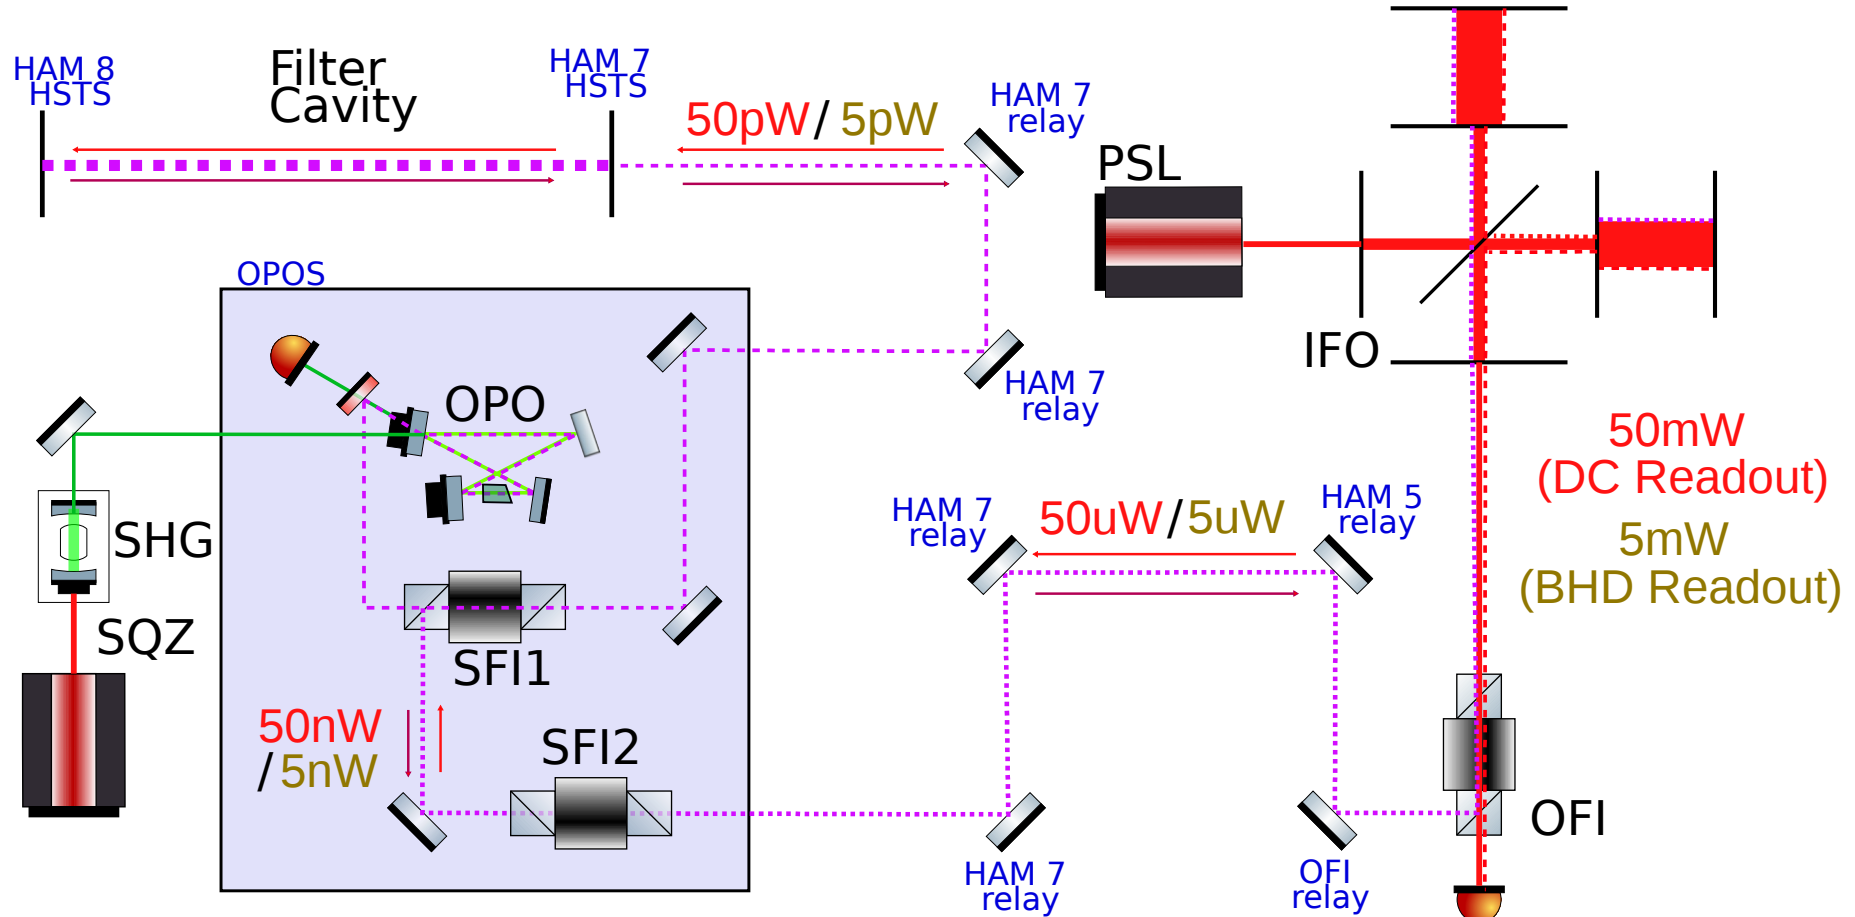 HAM 8
HSTS
Filter
Cavity
HAM 7
HSTS
50pW/ 5pW
HAM 7
relay
PSL
OPOS
IFO
HAM 7
relay
OPO
50mW
(DC Readout)
5mW
(BHD Readout)
HAM 7
relay
50uW/5uW
HAM 5
relay
SHG
SQZ
SFI1
50nW
/5nW
SFI2
OFI
HAM 7
relay
OFI
relay